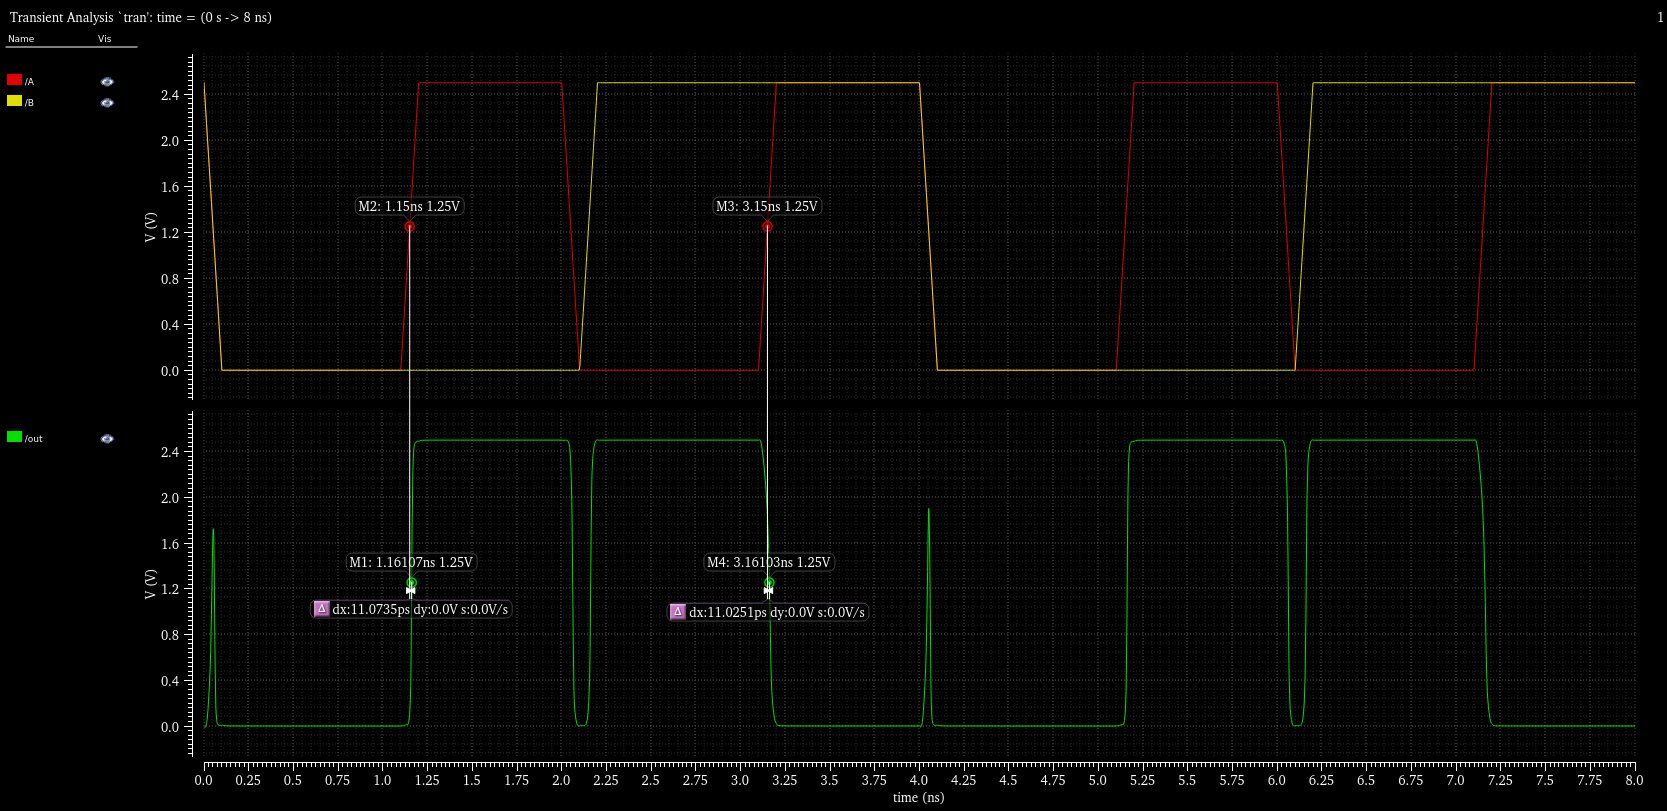 Transient Analysis `tran': time = (0 s -> 8 ns)
1
Name Vis
/A
/B
2.4
2.0
1.6
1.2
0.8
0.4
0.0
V (V)
M2: 1.15ns 1.25V
M3: 3.15ns 1.25V
/out
2.4
2.0
1.6
1.2
0.8
0.4
0.0
V (V)
M1: 1.16107ns 1.25V
M4: 3.16103ns 1.25V
Δ dx:11.0735ps dy:0.0V s:0.0V/s
Δ dx:11.0251ps dy:0.0V s:0.0V/s
0.0 0.25 0.5 0.75 1.0 1.25 1.5 1.75 2.0 2.25 2.5 2.75 3.0 3.25 3.5 3.75 4.0 4.25 4.5 4.75 5.0 5.25 5.5 5.75 6.0 6.25 6.5 6.75 7.0 7.25 7.5 7.75 8.0
time (ns)